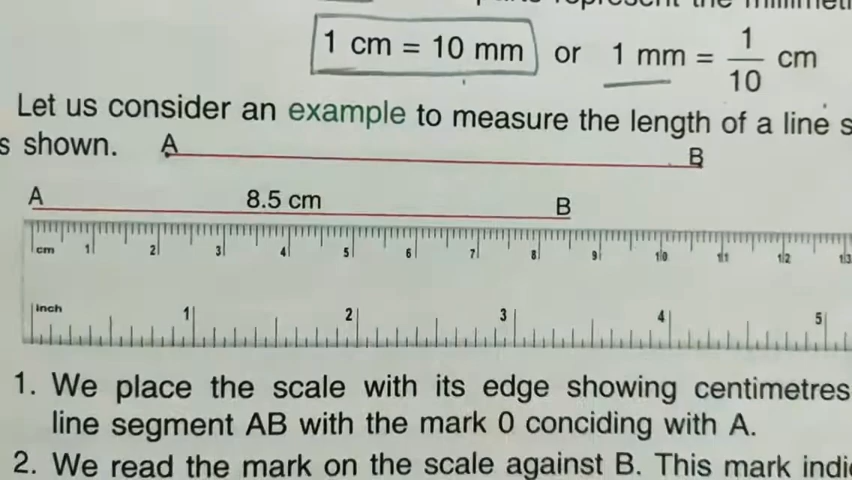 represent the
1 cm = 10 mm or 1 mm = 1/10 cm
Let us consider an example to measure the length of a line
shown. A B
A 8.5 cm B
cm 1 2 3 4 5 6 7 8 9 10 11 12 13
inch 1 2 3 4 5
1. We place the scale with its edge showing centimetres
line segment AB with the mark 0 conciding with A.
2. We read the mark on the scale against B. This mark